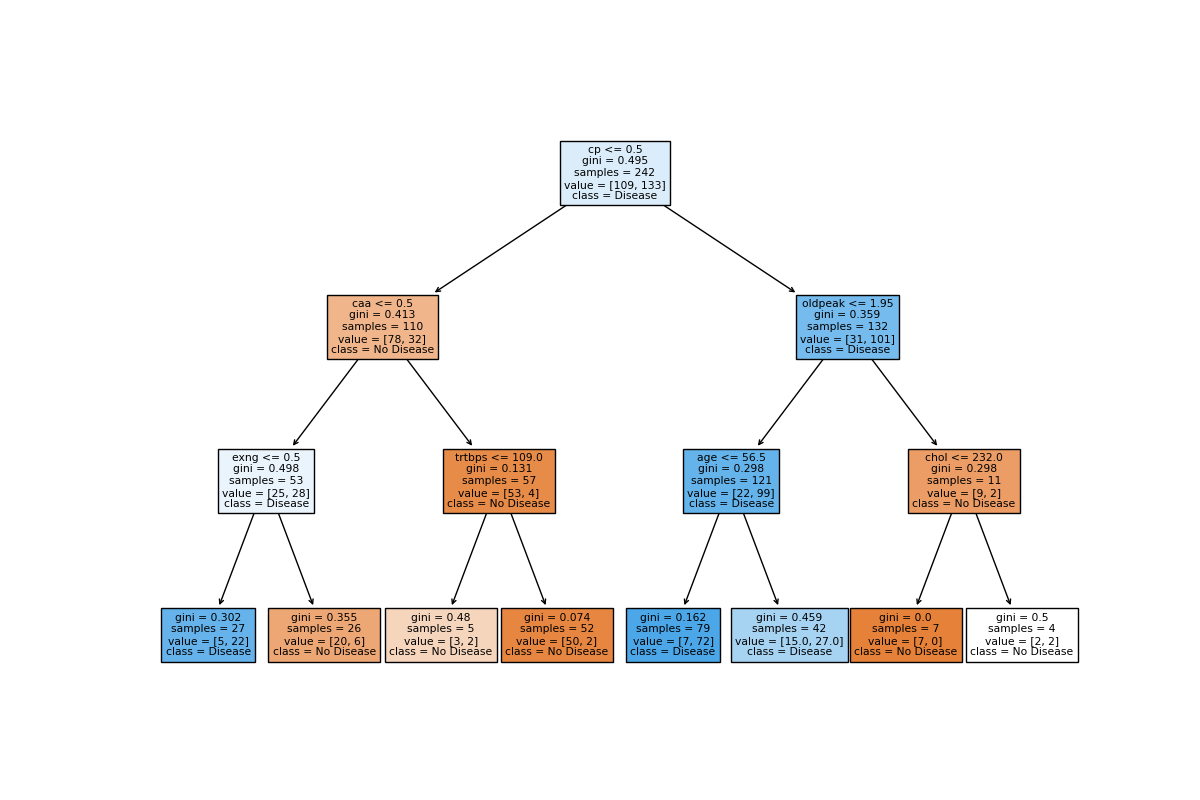 cp <= 0.5
gini = 0.495
samples = 242
value = [109, 133]
class = Disease
caa <= 0.5
gini = 0.413
samples = 110
value = [78, 32]
class = No Disease
oldpeak <= 1.95
gini = 0.359
samples = 132
value = [31, 101]
class = Disease
exng <= 0.5
gini = 0.498
samples = 53
value = [25, 28]
class = Disease
trtbps <= 109.0
gini = 0.131
samples = 57
value = [53, 4]
class = No Disease
age <= 56.5
gini = 0.298
samples = 121
value = [22, 99]
class = Disease
chol <= 232.0
gini = 0.298
samples = 11
value = [9, 2]
class = No Disease
gini = 0.302
samples = 27
value = [5, 22]
class = Disease
gini = 0.355
samples = 26
value = [20, 6]
class = No Disease
gini = 0.48
samples = 5
value = [3, 2]
class = No Disease
gini = 0.074
samples = 52
value = [50, 2]
class = No Disease
gini = 0.162
samples = 79
value = [7, 72]
class = Disease
gini = 0.459
samples = 42
value = [15.0, 27.0]
class = Disease
gini = 0.0
samples = 7
value = [7, 0]
class = No Disease
gini = 0.5
samples = 4
value = [2, 2]
class = No Disease